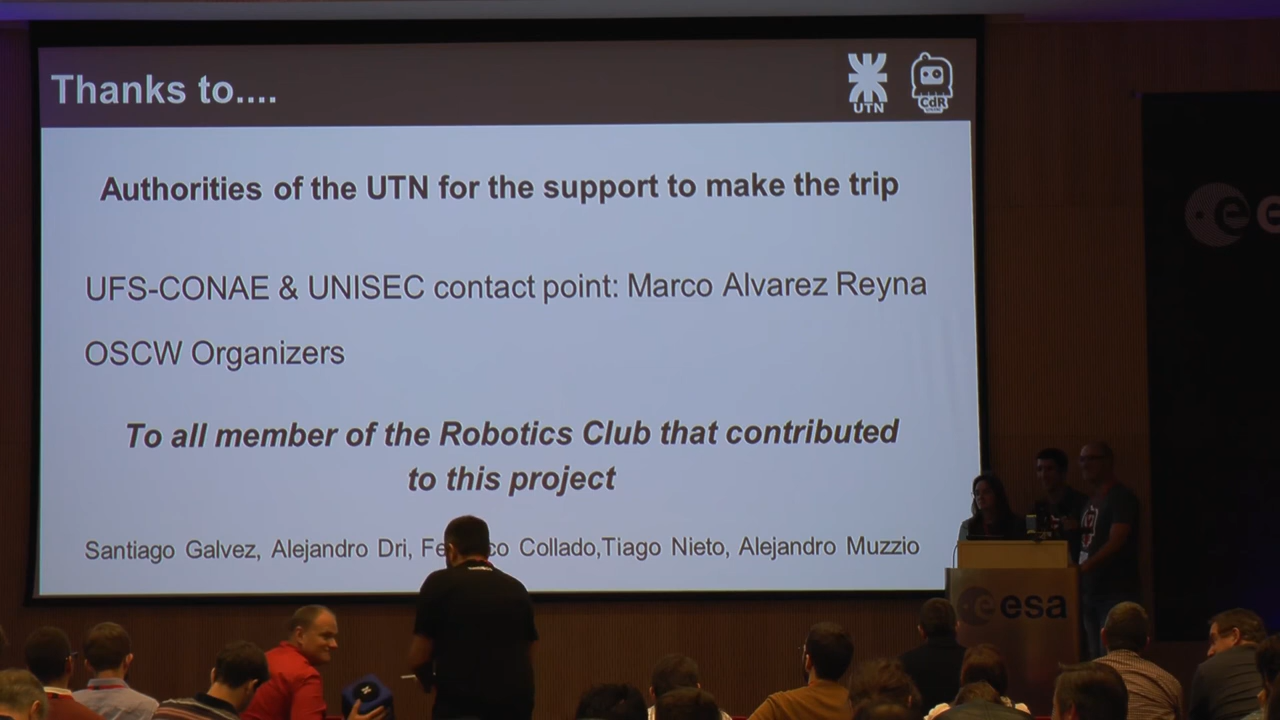 Thanks to....
UTN
CdR
Authorities of the UTN for the support to make the trip
UFS-CONAE & UNISEC contact point: Marco Alvarez Reyna
OSCW Organizers
To all member of the Robotics Club that contributed
to this project
Santiago Galvez, Alejandro Dri, Collado,Tiago Nieto, Alejandro Muzzio
esa